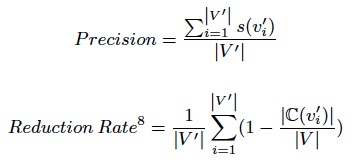 Precision = \frac{\sum_{i=1}^{|V'|} s(v'_i)}{|V'|}
Reduction Rate^8 = \frac{1}{|V'|} \sum_{i=1}^{|V'|} (1 - \frac{|\mathbb{C}(v'_i)|}{|V|})